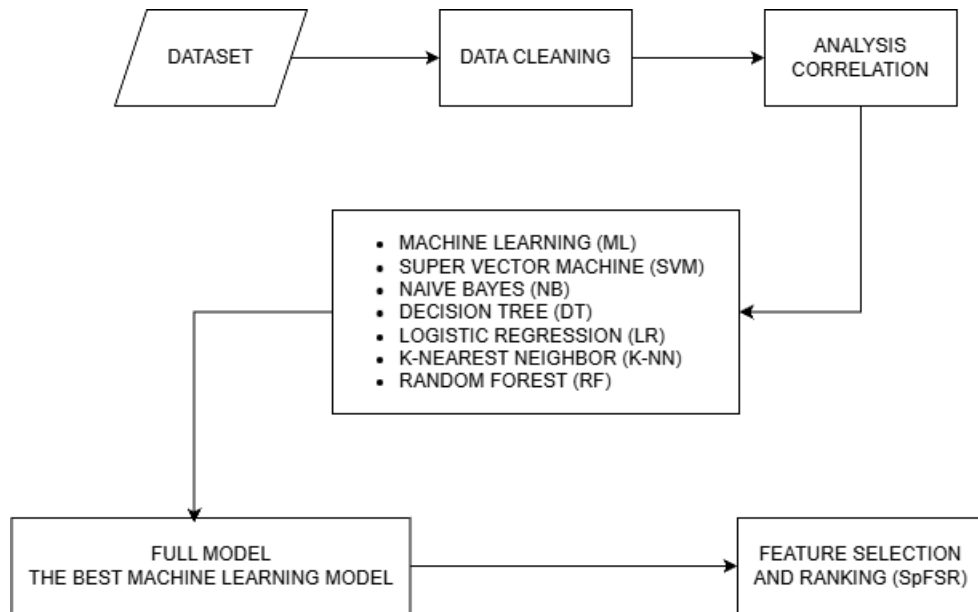 DATASET
DATA CLEANING
ANALYSIS
CORRELATION
• MACHINE LEARNING (ML)
• SUPER VECTOR MACHINE (SVM)
• NAIVE BAYES (NB)
• DECISION TREE (DT)
• LOGISTIC REGRESSION (LR)
• K-NEAREST NEIGHBOR (K-NN)
• RANDOM FOREST (RF)
FULL MODEL
THE BEST MACHINE LEARNING MODEL
FEATURE SELECTION
AND RANKING (SpFSR)